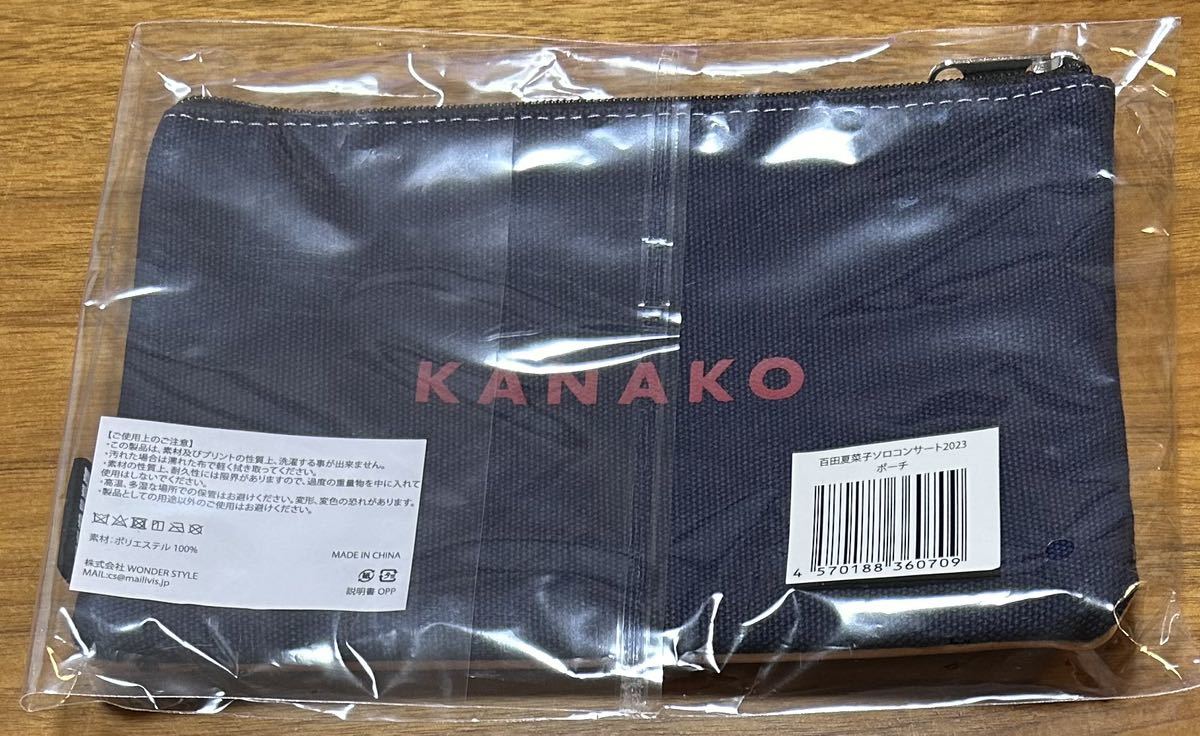 KANAKO
【ご使用上のご注意】
・この製品は、素材及びプリントの性質上、洗濯する事が出来ません。
・汚れた場合は濡れた布で軽く拭き取ってください。
・素材の性質上、耐久性には限界がありますので、過度の重量物を中に入れて
使用はしないでください。
・高温、多湿な場所での保管はお避けください。変形、変色の恐れがあります。
・製品としての用途以外のご使用はお避けください。
素材：ポリエステル 100%
MADE IN CHINA
株式会社 WONDER STYLE
MAIL:cs@mailivis.jp
説明書 OPP
百田夏菜子ソロコンサート2023
ポーチ
4 570188 360709